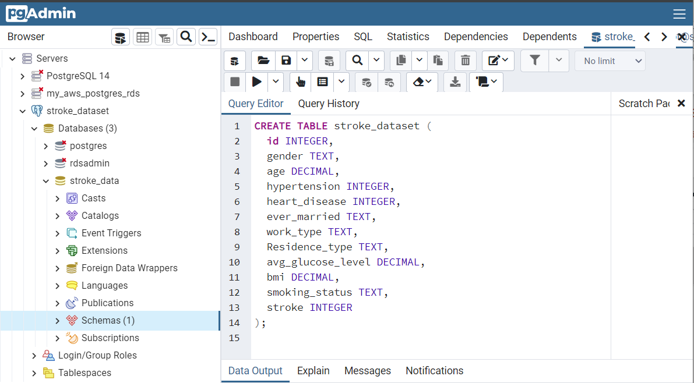 pgAdmin
Browser
Dashboard Properties SQL Statistics Dependencies Dependents stroke_
Servers
PostgreSQL 14
my_aws_postgres_rds
stroke_dataset
Databases (3)
postgres
rdsadmin
stroke_data
Casts
Catalogs
Event Triggers
Extensions
Foreign Data Wrappers
Languages
Publications
Schemas (1)
Subscriptions
Login/Group Roles
Tablespaces
No limit
Query Editor Query History
Scratch Pac
1 CREATE TABLE stroke_dataset (
2 id INTEGER,
3 gender TEXT,
4 age DECIMAL,
5 hypertension INTEGER,
6 heart_disease INTEGER,
7 ever_married TEXT,
8 work_type TEXT,
9 Residence_type TEXT,
10 avg_glucose_level DECIMAL,
11 bmi DECIMAL,
12 smoking_status TEXT,
13 stroke INTEGER
14 );
15
Data Output Explain Messages Notifications